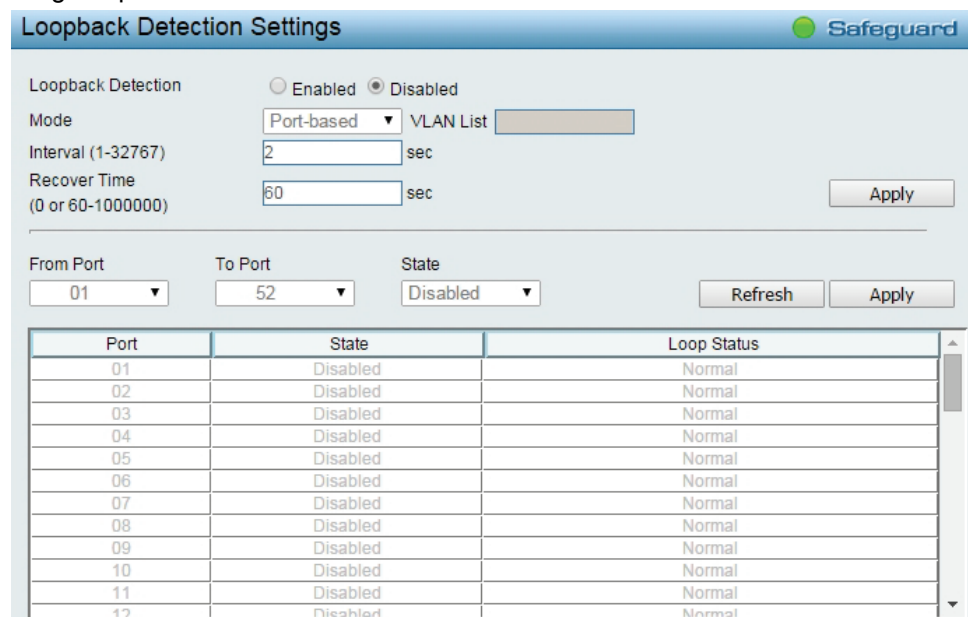 Loopback Detection Settings Safeguard
Loopback Detection Enabled Disabled
Mode Port-based VLAN List
Interval (1-32767) 2 sec
Recover Time
(0 or 60-1000000) 60 sec Apply
From Port To Port State
01 52 Disabled Refresh Apply
Port State Loop Status
01 Disabled Normal
02 Disabled Normal
03 Disabled Normal
04 Disabled Normal
05 Disabled Normal
06 Disabled Normal
07 Disabled Normal
08 Disabled Normal
09 Disabled Normal
10 Disabled Normal
11 Disabled Normal
12 Disabled Normal